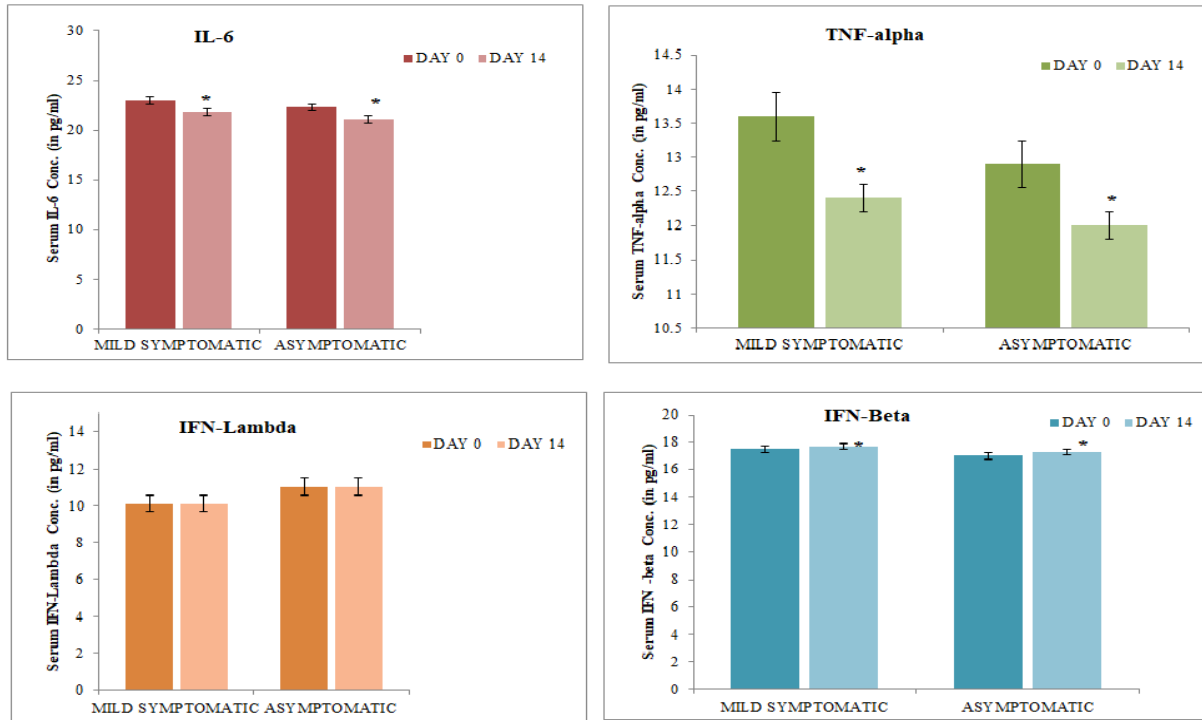 IL-6
DAY 0 DAY 14
Serum IL-6 Conc. (in pg/ml)
30
25
20
15
10
5
0
* *
MILD SYMPTOMATIC ASYMPTOMATIC
TNF-alpha
DAY 0 DAY 14
Serum TNF-alpha Conc. (in pg/ml)
14.5
14
13.5
13
12.5
12
11.5
11
10.5
* *
MILD SYMPTOMATIC ASYMPTOMATIC
IFN-Lambda
DAY 0 DAY 14
Serum IFN-Lambda Conc. (in pg/ml)
14
12
10
8
6
4
2
0
MILD SYMPTOMATIC ASYMPTOMATIC
IFN-Beta
DAY 0 DAY 14
Serum IFN -beta Conc. (in pg/ml)
20
18
16
14
12
10
8
6
4
2
0
* *
MILD SYMPTOMATIC ASYMPTOMATIC